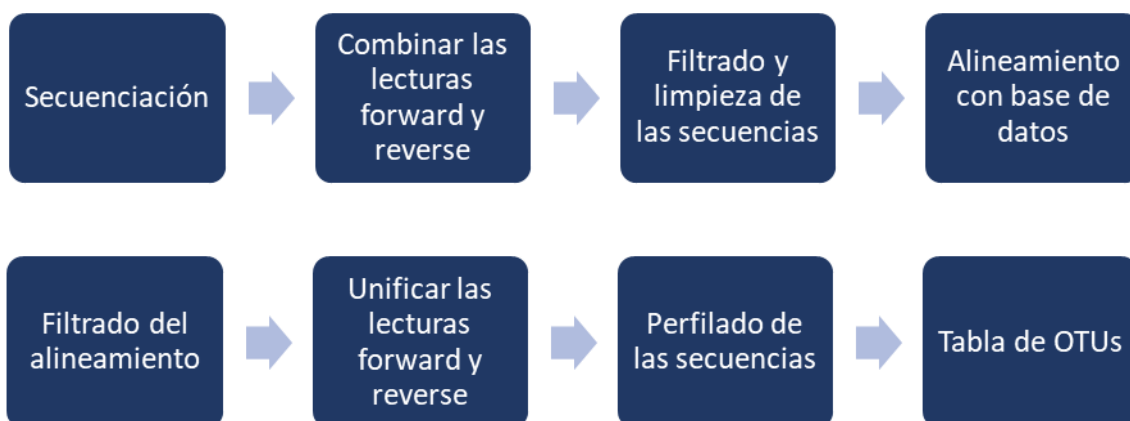 Secuenciación
Combinar las
lecturas
forward y
reverse
Filtrado y
limpieza de
las secuencias
Alineamiento
con base de
datos
Filtrado del
alineamiento
Unificar las
lecturas
forward y
reverse
Perfilado de
las secuencias
Tabla de OTUs